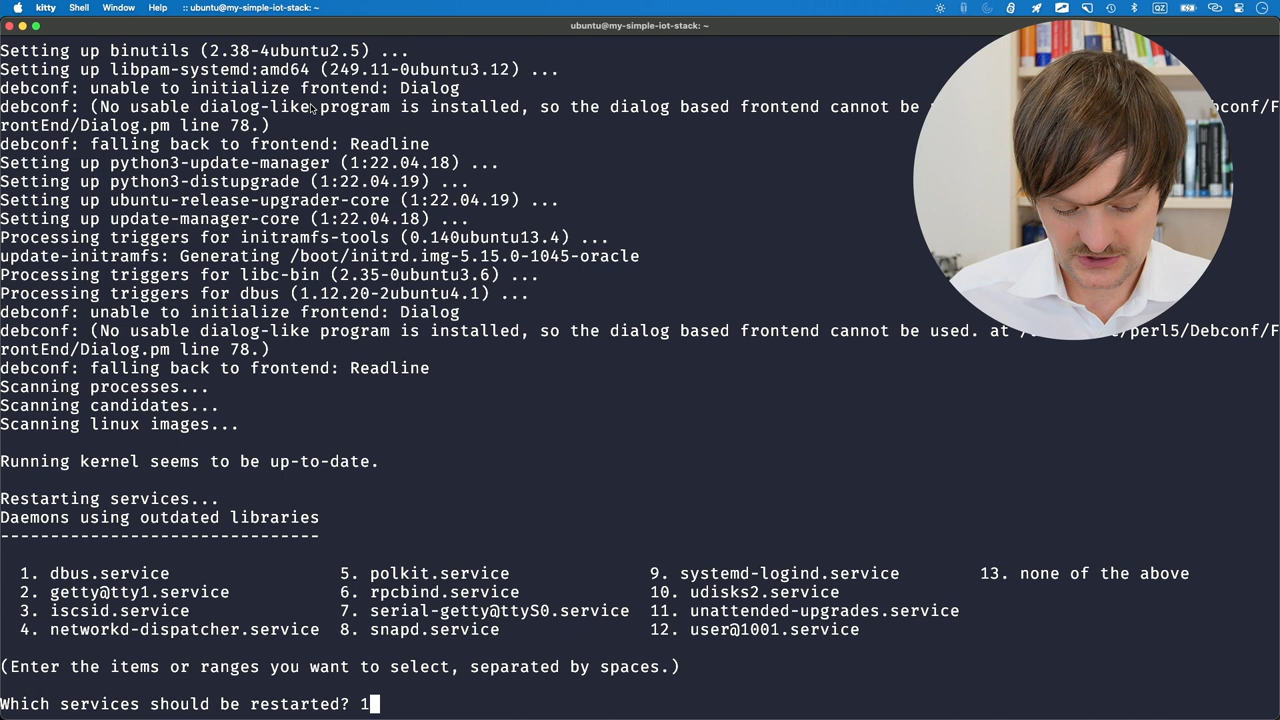 kitty Shell Window Help :: ubuntu@my-simple-iot-stack: ~
ubuntu@my-simple-iot-stack: ~
Setting up binutils (2.38-4ubuntu2.5) ...
Setting up libpam-systemd:amd64 (249.11-0ubuntu3.12) ...
debconf: unable to initialize frontend: Dialog
debconf: (No usable dialog-like program is installed, so the dialog based frontend cannot be
rontEnd/Dialog.pm line 78.)
debconf: falling back to frontend: Readline
Setting up python3-update-manager (1:22.04.18) ...
Setting up python3-distupgrade (1:22.04.19) ...
Setting up ubuntu-release-upgrader-core (1:22.04.19) ...
Setting up update-manager-core (1:22.04.18) ...
Processing triggers for initramfs-tools (0.140ubuntu13.4) ...
update-initramfs: Generating /boot/initrd.img-5.15.0-1045-oracle
Processing triggers for libc-bin (2.35-0ubuntu3.6) ...
Processing triggers for dbus (1.12.20-2ubuntu4.1) ...
debconf: unable to initialize frontend: Dialog
debconf: (No usable dialog-like program is installed, so the dialog based frontend cannot be used. at /perl5/Debconf/F
rontEnd/Dialog.pm line 78.)
debconf: falling back to frontend: Readline
Scanning processes...
Scanning candidates...
Scanning linux images...
Running kernel seems to be up-to-date.
Restarting services...
Daemons using outdated libraries
--------------------------------
1. dbus.service 5. polkit.service 9. systemd-logind.service 13. none of the above
2. getty@tty1.service 6. rpcbind.service 10. udisks2.service
3. iscsid.service 7. serial-getty@ttyS0.service 11. unattended-upgrades.service
4. networkd-dispatcher.service 8. snapd.service 12. user@1001.service
(Enter the items or ranges you want to select, separated by spaces.)
Which services should be restarted? 1